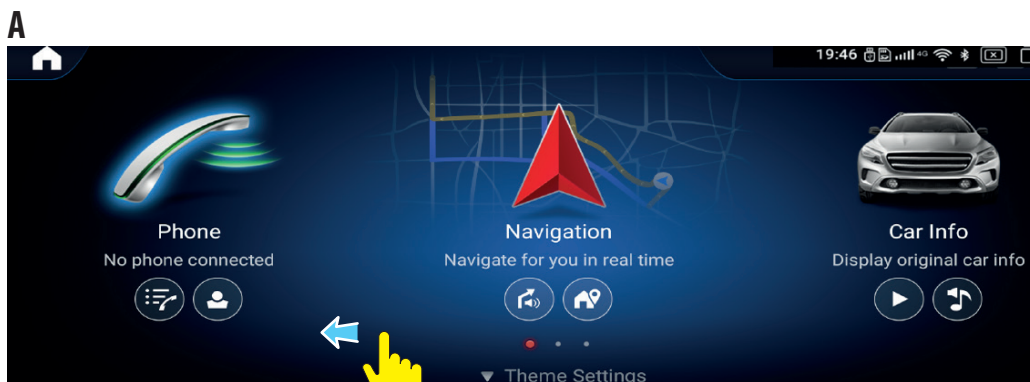 A
19:46 4G
Phone
No phone connected
Navigation
Navigate for you in real time
Car Info
Display original car info
Theme Settings